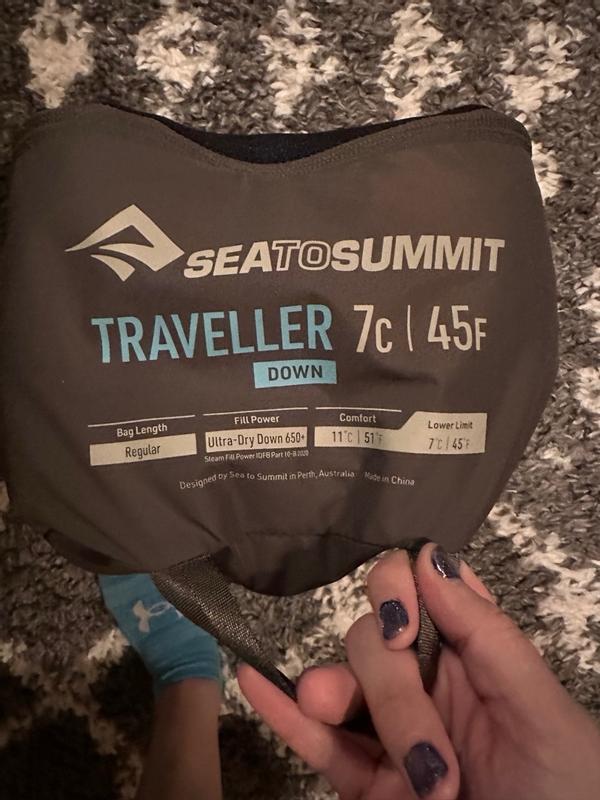 SEATOSUMMIT
TRAVELLER 7C | 45F
DOWN
Bag Length
Regular
Fill Power
Ultra-Dry Down 650+
Steam Fill Power IDFB Part 10-B 2020
Comfort
11°C | 51°F
Lower Limit
7°C | 45°F
Designed by Sea to Summit in Perth, Australia Made in China